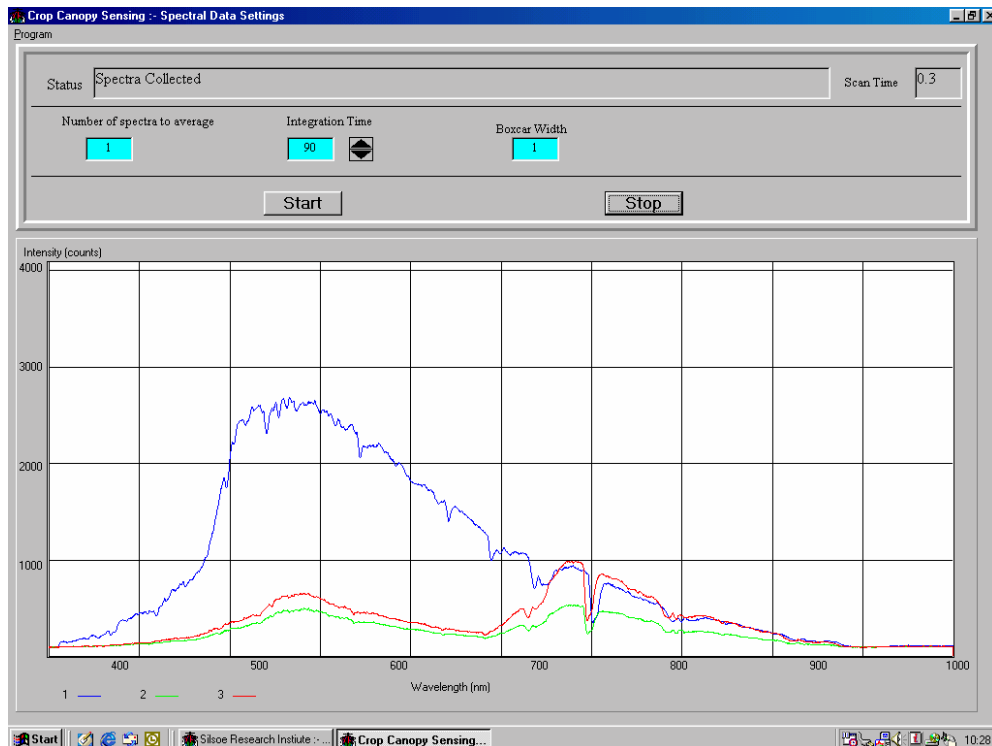 Crop Canopy Sensing :- Spectral Data Settings
Program
Status Spectra Collected Scan Time 0.3
Number of spectra to average Integration Time Boxcar Width
1 90 1
Start Stop
Intensity (counts)
4000
3000
2000
1000
400 500 600 700 800 900 1000
Wavelength (nm)
1 2 3
Start Silsoe Research Instiute :-... Crop Canopy Sensing... 10:28